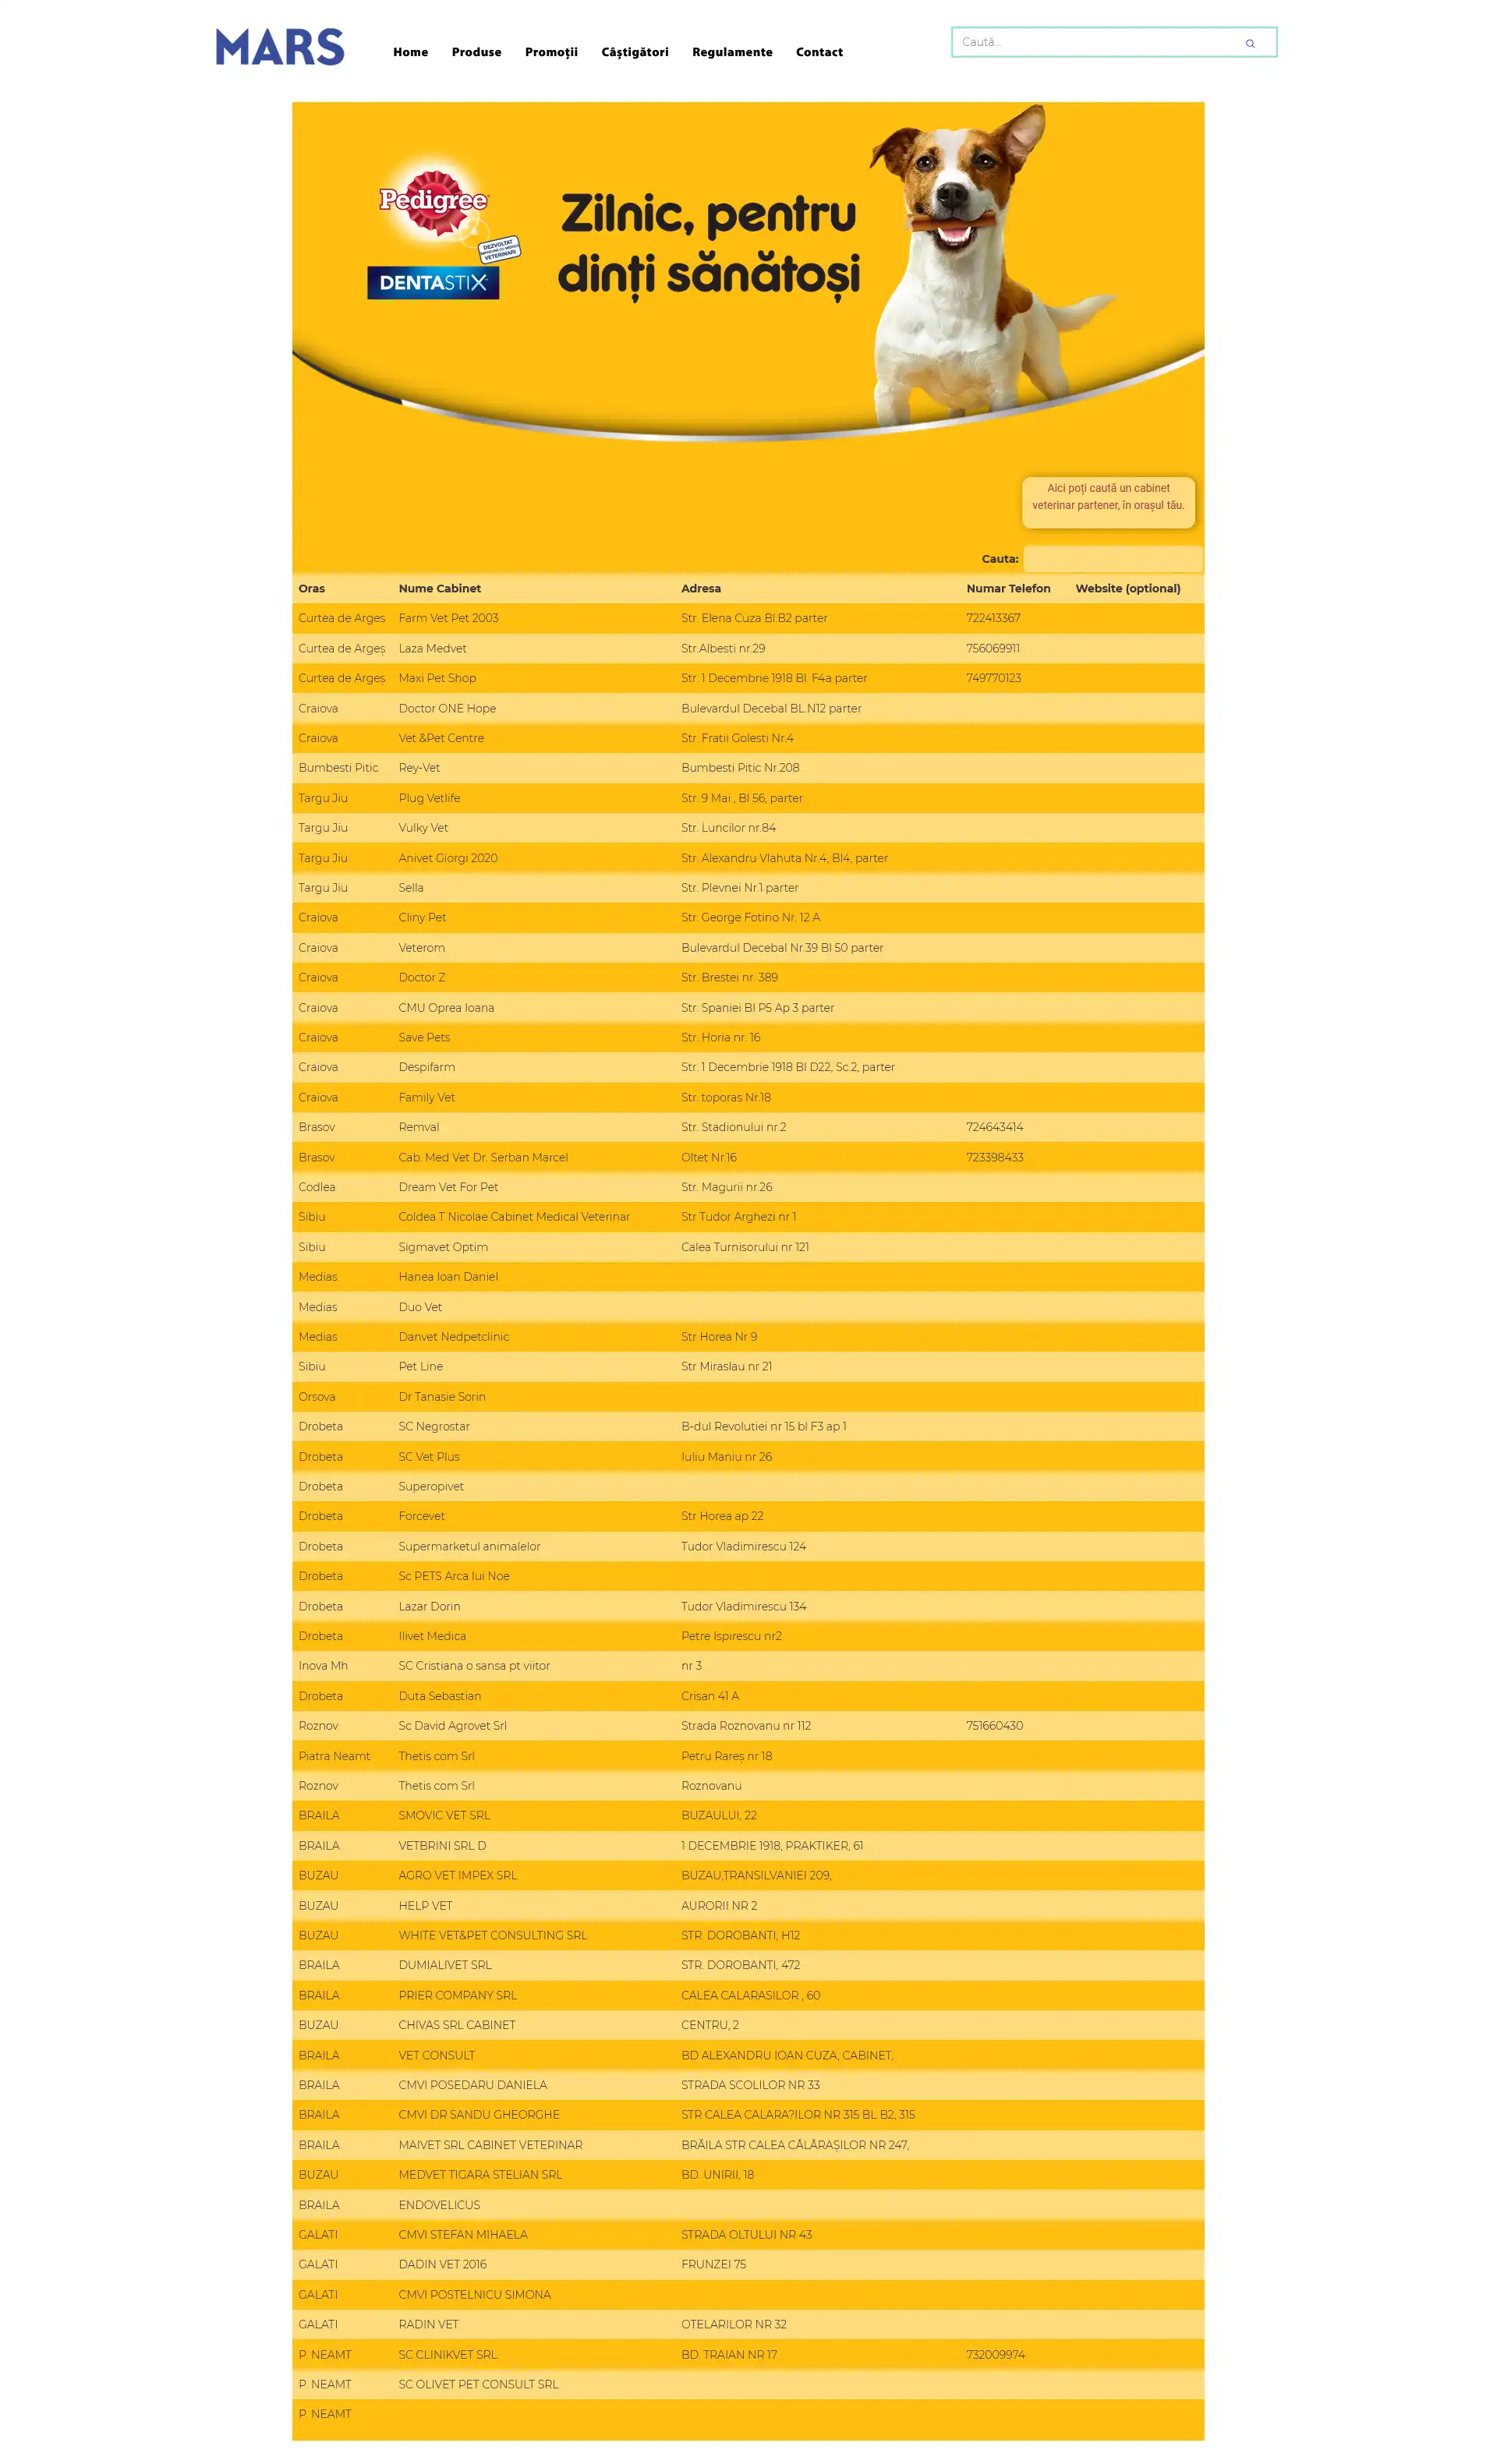 MARS
Home Produse Promoții Câștigători Regulamente Contact
Caută...
Pedigree
DEZVOLTAT
ÎMPREUNĂ CU MEDICII
VETERINARI
DENTASTIX
Zilnic, pentru
dinți sănătoși
Aici poți caută un cabinet
veterinar partener, în orașul tău.
Cauta:
Oras Nume Cabinet Adresa Numar Telefon Website (optional)
Curtea de Arges Farm Vet Pet 2003 Str. Elena Cuza Bl.B2 parter 722413367
Curtea de Argeș Laza Medvet Str.Albesti nr.29 756069911
Curtea de Argeș Maxi Pet Shop Str. 1 Decembrie 1918 Bl. F4a parter 749770123
Craiova Doctor ONE Hope Bulevardul Decebal BL.N12 parter
Craiova Vet &Pet Centre Str. Fratii Golesti Nr.4
Bumbesti Pitic Rey-Vet Bumbesti Pitic Nr.208
Targu Jiu Plug Vetlife Str. 9 Mai , Bl 56, parter
Targu Jiu Vulky Vet Str. Luncilor nr.84
Targu Jiu Anivet Giorgi 2020 Str. Alexandru Vlahuta Nr.4, Bl4, parter
Targu Jiu Sella Str. Plevnei Nr.1 parter
Craiova Cliny Pet Str. George Fotino Nr. 12 A
Craiova Veterom Bulevardul Decebal Nr.39 Bl 50 parter
Craiova Doctor Z Str. Brestei nr. 389
Craiova CMU Oprea Ioana Str. Spaniei Bl P5 Ap 3 parter
Craiova Save Pets Str. Horia nr. 16
Craiova Despifarm Str. 1 Decembrie 1918 Bl D22, Sc.2, parter
Craiova Family Vet Str. toporas Nr.18
Brasov Remval Str. Stadionului nr.2 724643414
Brasov Cab. Med Vet Dr. Serban Marcel Oltet Nr.16 723398433
Codlea Dream Vet For Pet Str. Magurii nr.26
Sibiu Coldea T Nicolae Cabinet Medical Veterinar Str Tudor Arghezi nr 1
Sibiu Sigmavet Optim Calea Turnisorului nr 121
Medias Hanea Ioan Daniel
Medias Duo Vet
Medias Danvet Nedpetclinic Str Horea Nr 9
Sibiu Pet Line Str Miraslau nr 21
Orsova Dr Tanasie Sorin
Drobeta SC Negrostar B-dul Revolutiei nr 15 bl F3 ap 1
Drobeta SC Vet Plus Iuliu Maniu nr 26
Drobeta Superopivet
Drobeta Forcevet Str Horea ap 22
Drobeta Supermarketul animalelor Tudor Vladimirescu 124
Drobeta Sc PETS Arca lui Noe
Drobeta Lazar Dorin Tudor Vladimirescu 134
Drobeta Ilivet Medica Petre Ispirescu nr2
Inova Mh SC Cristiana o sansa pt viitor nr 3
Drobeta Duta Sebastian Crisan 41 A
Roznov Sc David Agrovet Srl Strada Roznovanu nr 112 751660430
Piatra Neamt Thetis com Srl Petru Rareș nr 18
Roznov Thetis com Srl Roznovanu
BRAILA SMOVIC VET SRL BUZAULUI, 22
BRAILA VETBRINI SRL D 1 DECEMBRIE 1918, PRAKTIKER, 61
BUZAU AGRO VET IMPEX SRL BUZAU,TRANSILVANIEI 209,
BUZAU HELP VET AURORII NR 2
BUZAU WHITE VET&PET CONSULTING SRL STR. DOROBANTI, H12
BRAILA DUMIALIVET SRL STR. DOROBANTI, 472
BRAILA PRIER COMPANY SRL CALEA CALARASILOR , 60
BUZAU CHIVAS SRL CABINET CENTRU, 2
BRAILA VET CONSULT BD ALEXANDRU IOAN CUZA, CABINET,
BRAILA CMVI POSEDARU DANIELA STRADA SCOLILOR NR 33
BRAILA CMVI DR SANDU GHEORGHE STR CALEA CALARA?ILOR NR 315 BL B2, 315
BRAILA MAIVET SRL CABINET VETERINAR BRĂILA STR CALEA CĂLĂRAȘILOR NR 247,
BUZAU MEDVET TIGARA STELIAN SRL BD. UNIRII, 18
BRAILA ENDOVELICUS
GALATI CMVI STEFAN MIHAELA STRADA OLTULUI NR 43
GALATI DADIN VET 2016 FRUNZEI 75
GALATI CMVI POSTELNICU SIMONA
GALATI RADIN VET OTELARILOR NR 32
P. NEAMT SC CLINIKVET SRL BD. TRAIAN NR 17 732009974
P. NEAMT SC OLIVET PET CONSULT SRL
P. NEAMT